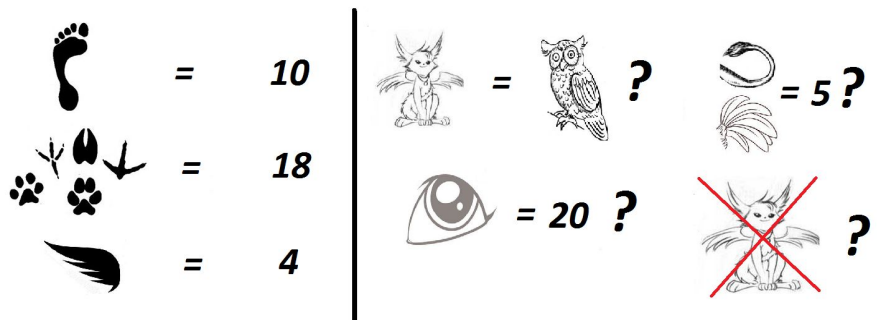 = 10
= 18
= 4
= ?
= 5 ?
= 20 ?
?